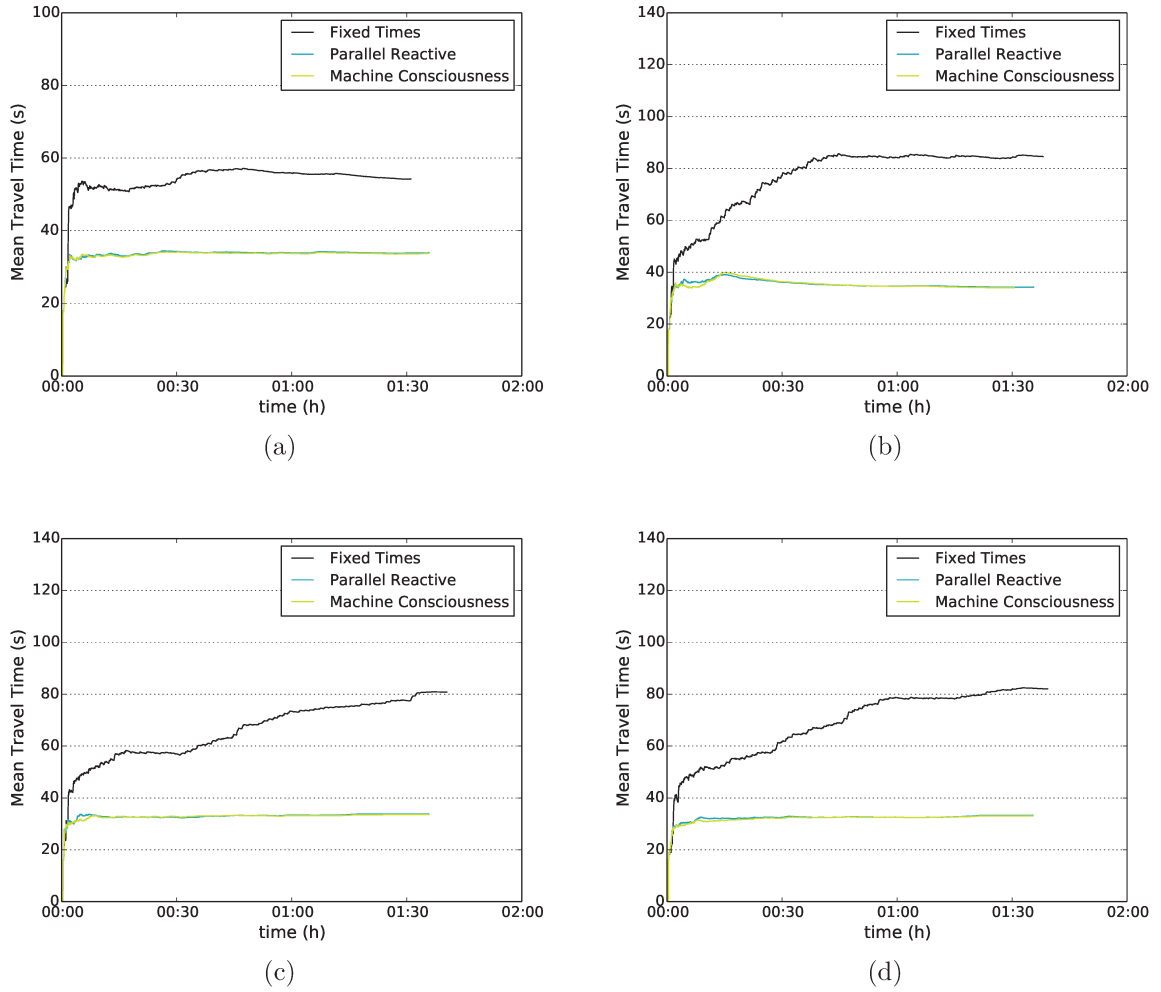 100
80
60
40
20
0
Mean Travel Time (s)
Fixed Times
Parallel Reactive
Machine Consciousness
00:00 00:30 01:00 01:30 02:00
time (h)
(a)
140
120
100
80
60
40
20
0
Mean Travel Time (s)
Fixed Times
Parallel Reactive
Machine Consciousness
00:00 00:30 01:00 01:30 02:00
time (h)
(b)
140
120
100
80
60
40
20
0
Mean Travel Time (s)
Fixed Times
Parallel Reactive
Machine Consciousness
00:00 00:30 01:00 01:30 02:00
time (h)
(c)
140
120
100
80
60
40
20
0
Mean Travel Time (s)
Fixed Times
Parallel Reactive
Machine Consciousness
00:00 00:30 01:00 01:30 02:00
time (h)
(d)